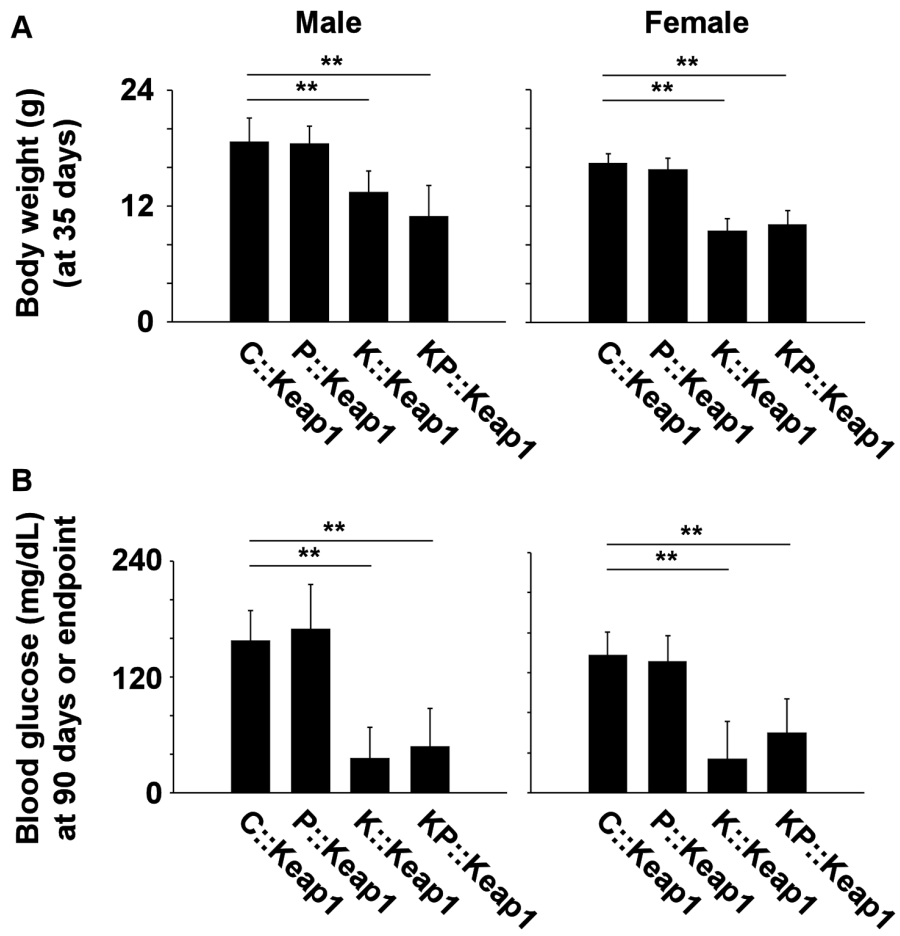 A
Male
Female
**
**
**
**
Body weight (g)
(at 35 days)
24
12
0
C::Keap1
P::Keap1
K::Keap1
KP::Keap1
C::Keap1
P::Keap1
K::Keap1
KP::Keap1
B
**
**
**
**
Blood glucose (mg/dL)
at 90 days or endpoint
240
120
0
C::Keap1
P::Keap1
K::Keap1
KP::Keap1
C::Keap1
P::Keap1
K::Keap1
KP::Keap1